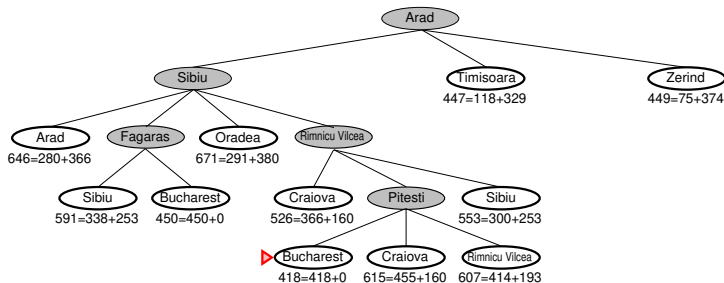 Arad
Sibiu
Timisoara
447=118+329
Zerind
449=75+374
Arad
646=280+366
Fagaras
Oradea
671=291+380
Rimnicu Vilcea
Sibiu
591=338+253
Bucharest
450=450+0
Craiova
526=366+160
Pitesti
Sibiu
553=300+253
Bucharest
418=418+0
Craiova
615=455+160
Rimnicu Vilcea
607=414+193